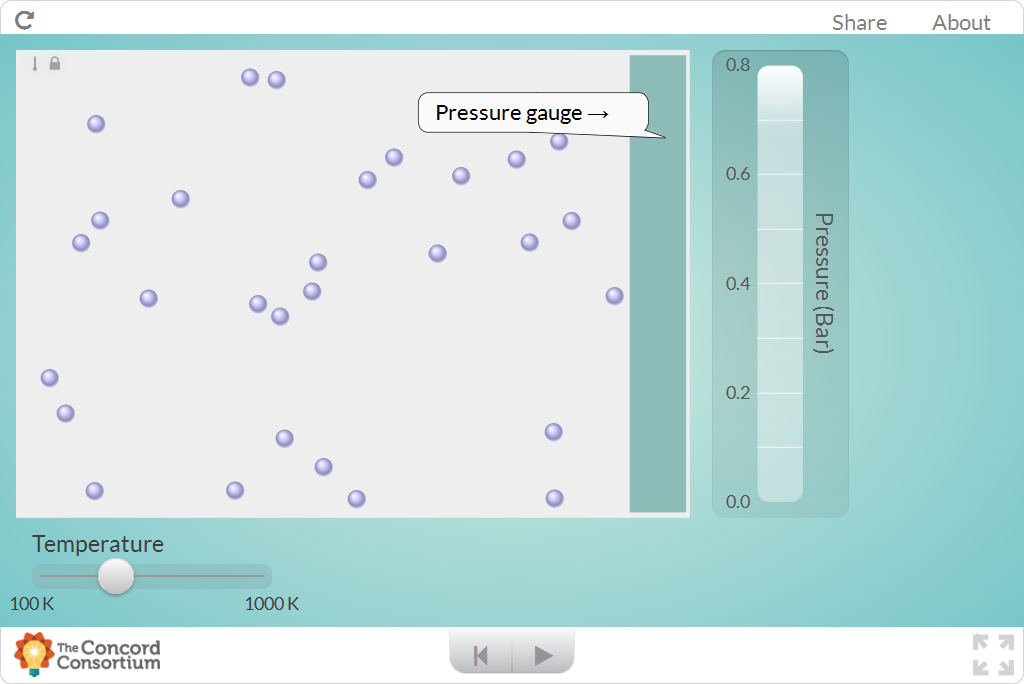 Share About
Pressure gauge →
0.8
0.6
0.4
0.2
0.0
Pressure (Bar)
Temperature
100 K 1000 K
The Concord
Consortium